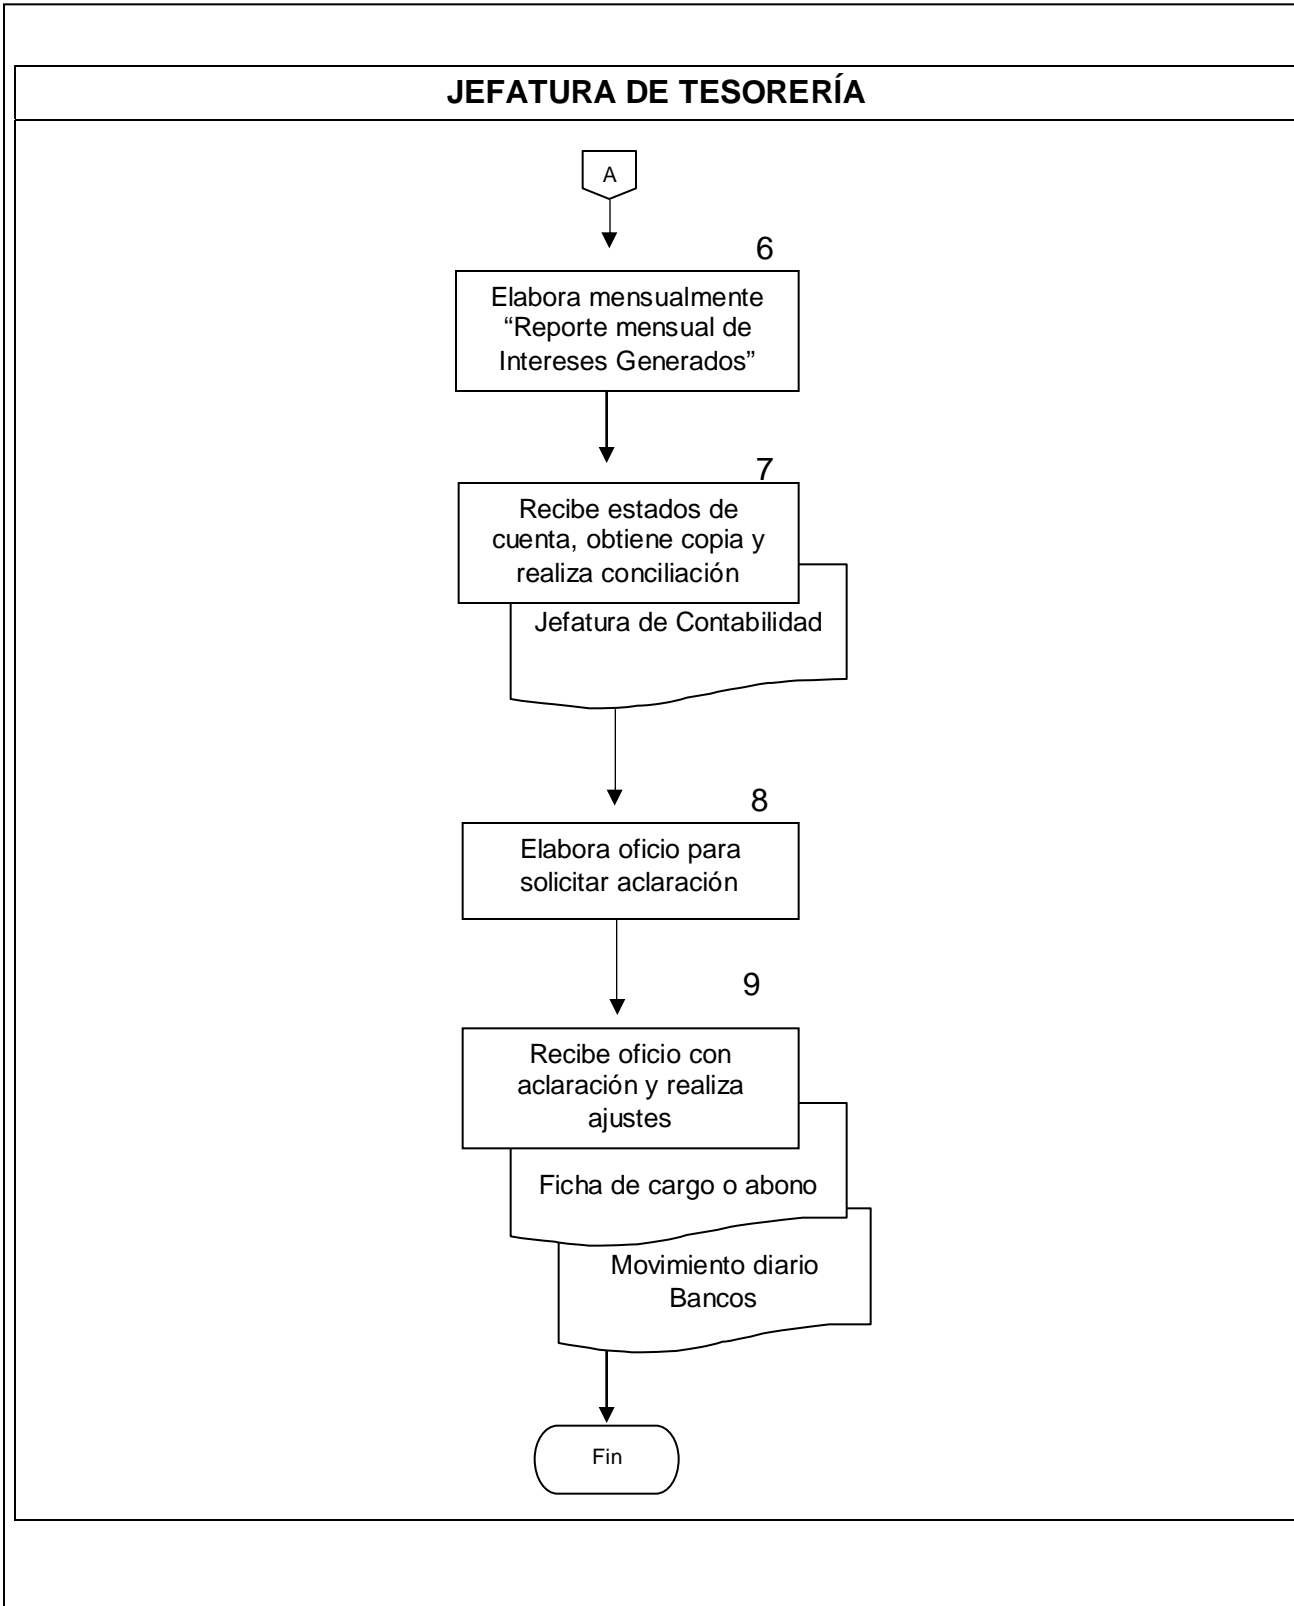 JEFATURA DE TESORERÍA
A
6
Elabora mensualmente
“Reporte mensual de
Intereses Generados”
7
Recibe estados de
cuenta, obtiene copia y
realiza conciliación
Jefatura de Contabilidad
8
Elabora oficio para
solicitar aclaración
9
Recibe oficio con
aclaración y realiza
ajustes
Ficha de cargo o abono
Movimiento diario
Bancos
Fin